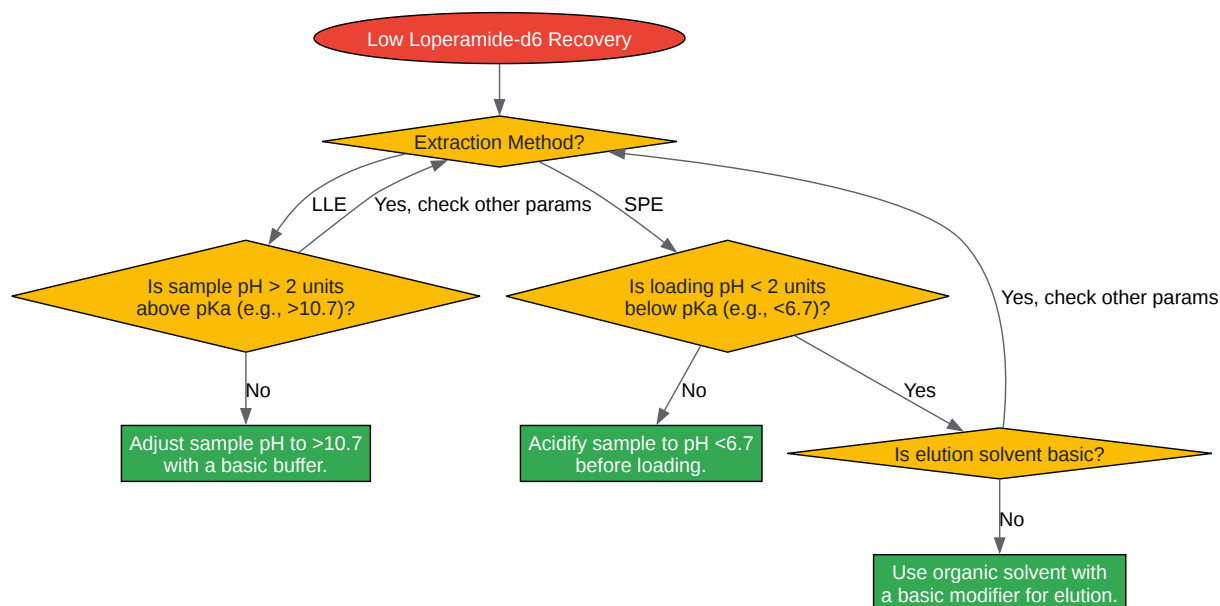 Low Loperamide-d6 Recovery
Extraction Method?
LLE
Yes, check other params
SPE
Is sample pH > 2 units
above pKa (e.g., >10.7)?
Is loading pH < 2 units
below pKa (e.g., <6.7)?
Yes, check other params
No
No
Yes
Adjust sample pH to >10.7
with a basic buffer.
Acidify sample to pH <6.7
before loading.
Is elution solvent basic?
No
Use organic solvent with
a basic modifier for elution.